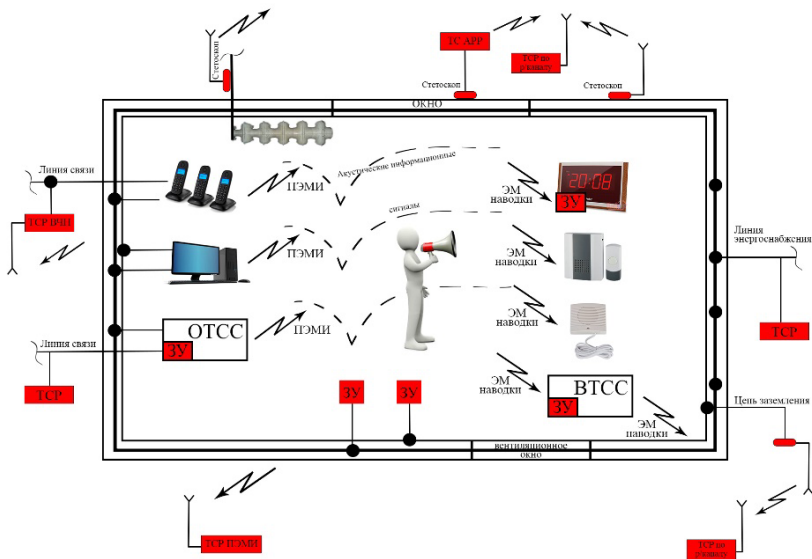 ТС АРР
ТСР по
р/каналу
Стетоскоп
Стетоскоп
Стетоскоп
ОКНО
Линия связи
ТСР ВЧН
ПЭМИ
Акустические информационные
сигналы
ЭМ
наводки
20:08
ЗУ
ПЭМИ
ЭМ
наводки
Линия
энергоснабжения
ТСР
ОТСС
ЗУ
ПЭМИ
ЭМ
наводки
Линия связи
ТСР
ЗУ
ЗУ
ЭМ
наводки
ВТСС
ЗУ
Цепь заземления
ЭМ
наводки
вентиляционное
окно
ТСР ПЭМИ
ТСР по
р/каналу